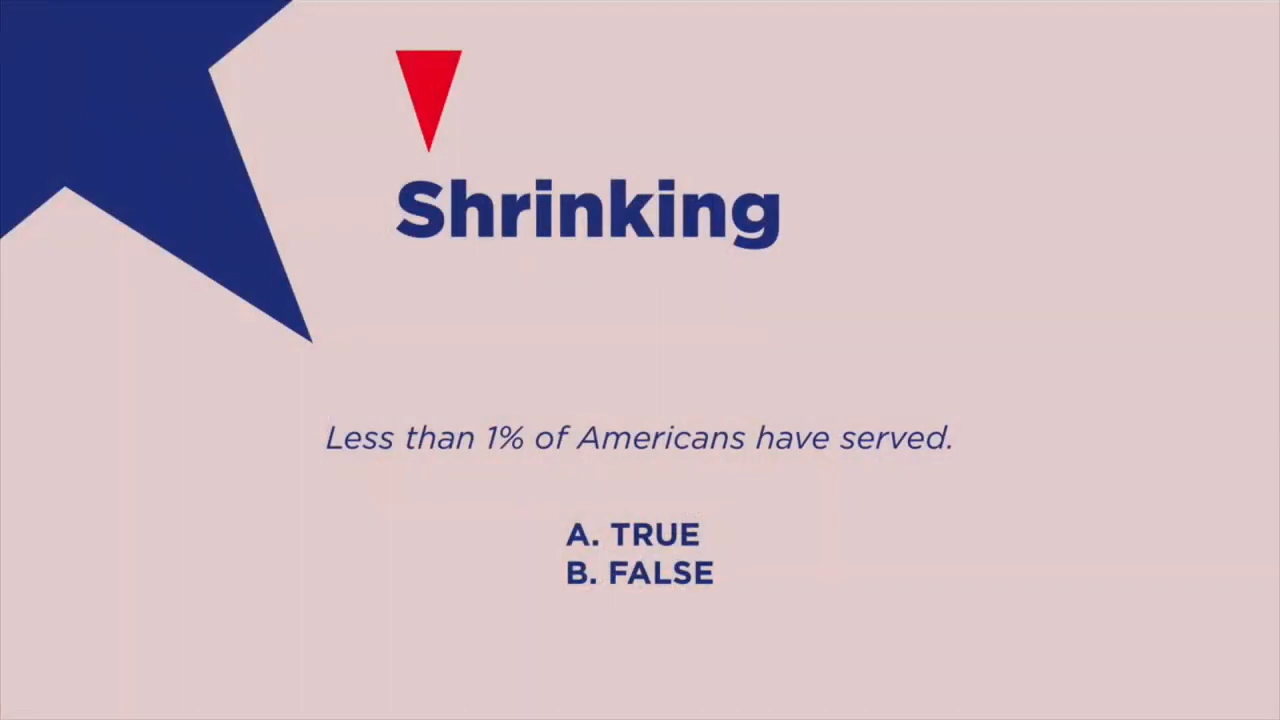 Shrinking
Less than 1% of Americans have served.
A. TRUE
B. FALSE